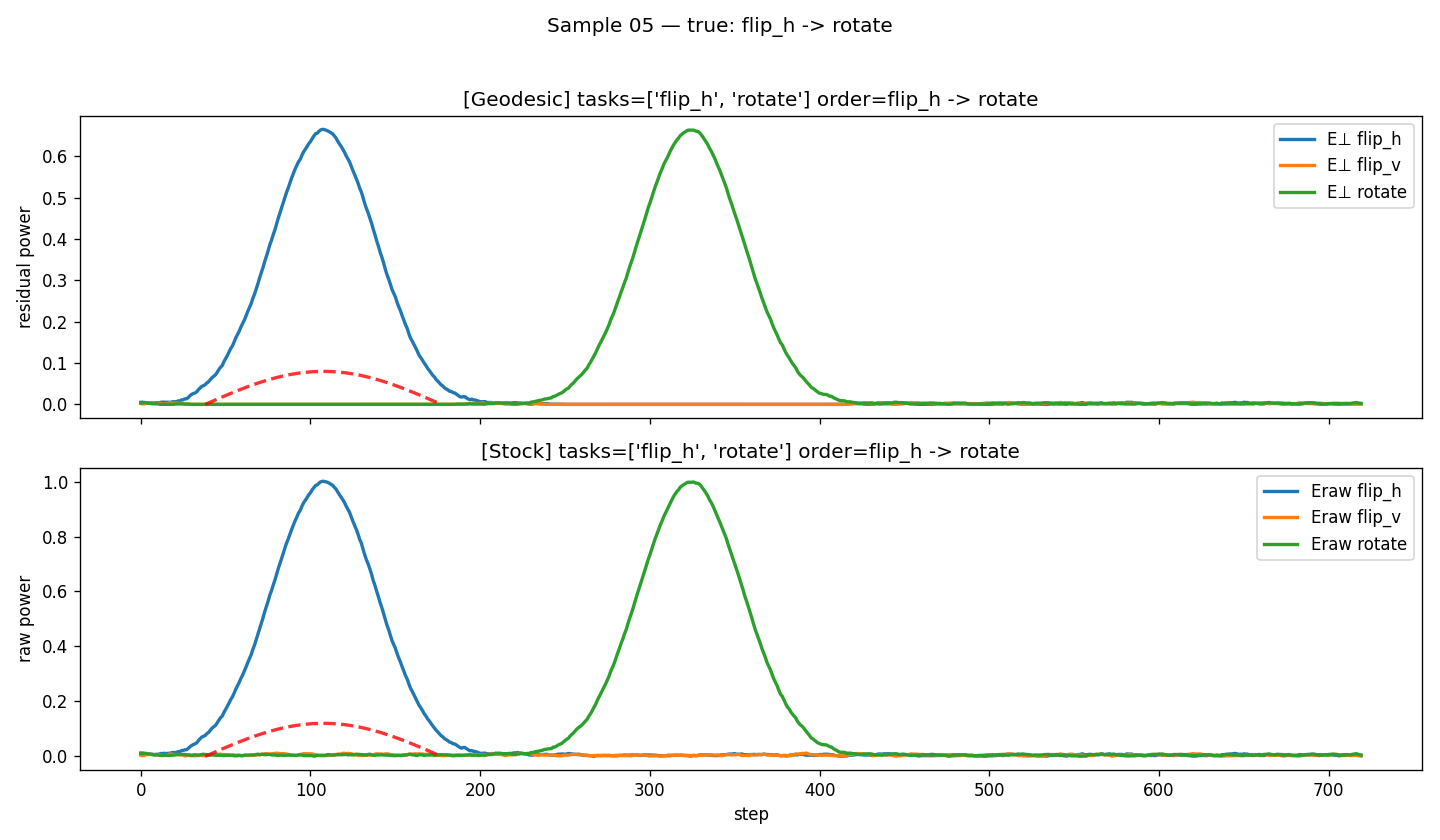 Sample 05 — true: flip_h -> rotate
[Geodesic] tasks=['flip_h', 'rotate'] order=flip_h -> rotate
residual power
0.6
0.5
0.4
0.3
0.2
0.1
0.0
E⊥ flip_h
E⊥ flip_v
E⊥ rotate
[Stock] tasks=['flip_h', 'rotate'] order=flip_h -> rotate
raw power
1.0
0.8
0.6
0.4
0.2
0.0
Eraw flip_h
Eraw flip_v
Eraw rotate
0 100 200 300 400 500 600 700
step